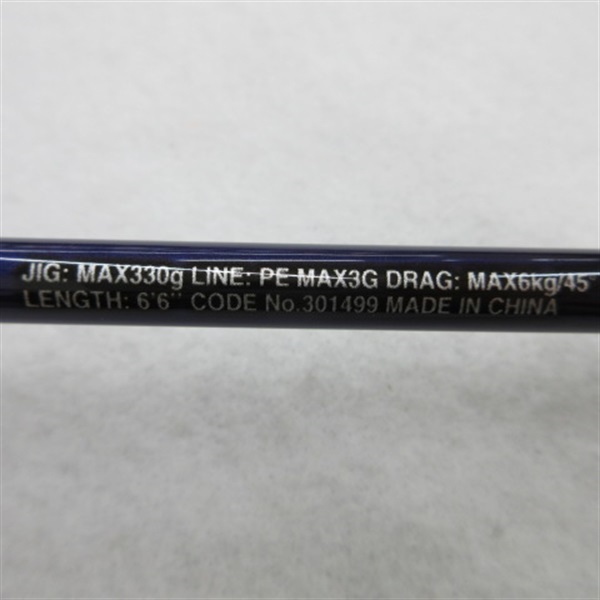 JIG: MAX330g LINE: PE MAX3G DRAG: MAX6kg/45°
LENGTH: 6'6" CODE No.301499 MADE IN CHINA